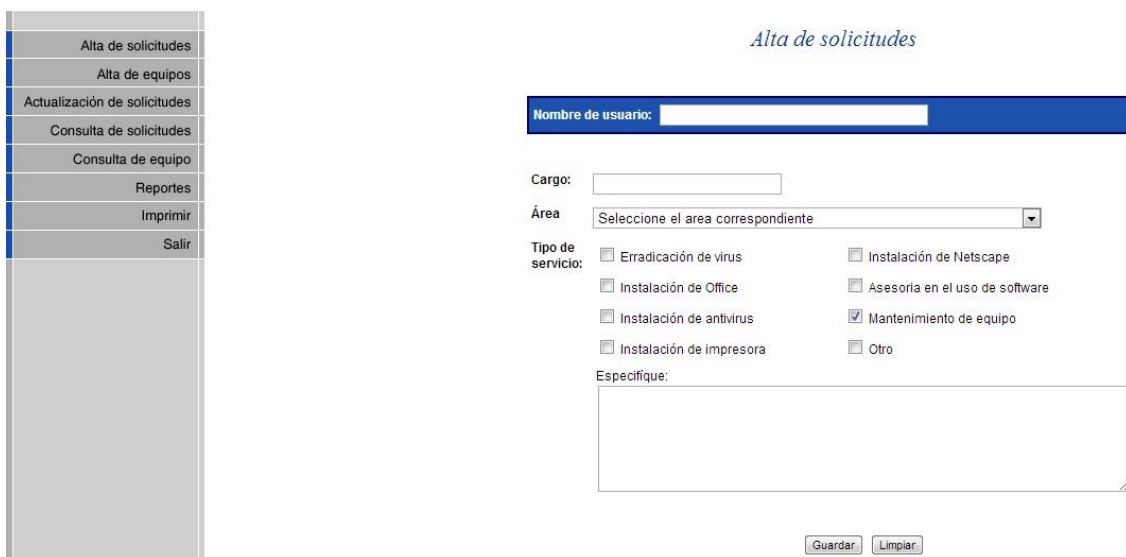 Alta de solicitudes
Alta de equipos
Actualización de solicitudes
Consulta de solicitudes
Consulta de equipo
Reportes
Imprimir
Salir
Alta de solicitudes
Nombre de usuario:
Cargo:
Área
Seleccione el area correspondiente
Tipo de
servicio:
Erradicación de virus
Instalación de Netscape
Instalación de Office
Asesoria en el uso de software
Instalación de antivirus
Mantenimiento de equipo
Instalación de impresora
Otro
Especifíque:
Guardar
Limpiar